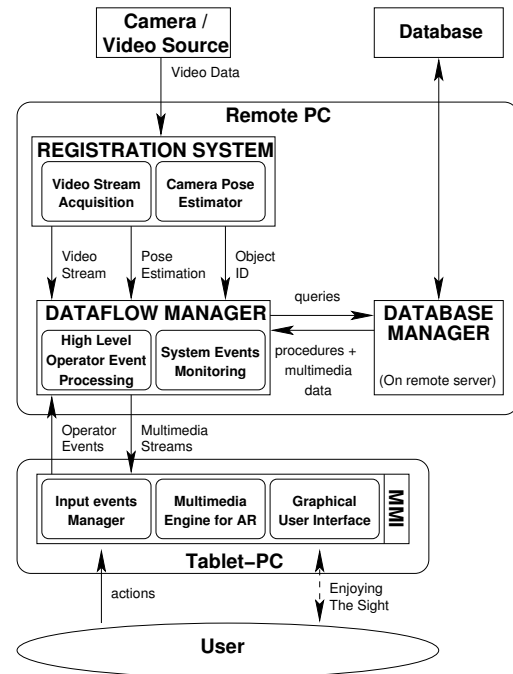 Camera /
Video Source
Database
Video Data
Remote PC
REGISTRATION SYSTEM
Video Stream
Acquisition
Camera Pose
Estimator
Video
Stream
Pose
Estimation
Object
ID
DATAFLOW MANAGER
High Level
Operator Event
Processing
System Events
Monitoring
queries
procedures +
multimedia
data
DATABASE
MANAGER
(On remote server)
Operator
Events
Multimedia
Streams
Input events
Manager
Multimedia
Engine for AR
Graphical
User Interface
MMI
Tablet−PC
actions
Enjoying
The Sight
User